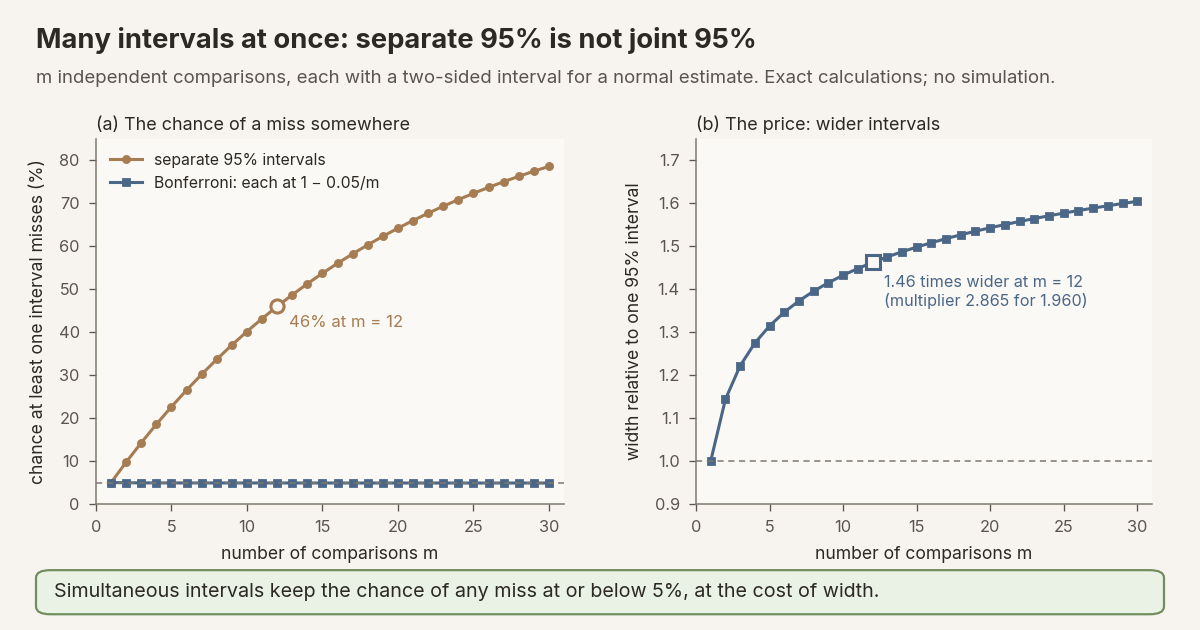 Many intervals at once: separate 95% is not joint 95%
m independent comparisons, each with a two-sided interval for a normal estimate. Exact calculations; no simulation.
(a) The chance of a miss somewhere
chance at least one interval misses (%)
80
70
60
50
40
30
20
10
0
separate 95% intervals
Bonferroni: each at 1 − 0.05/m
46% at m = 12
0 5 10 15 20 25 30
number of comparisons m
(b) The price: wider intervals
width relative to one 95% interval
1.7
1.6
1.5
1.4
1.3
1.2
1.1
1.0
0.9
1.46 times wider at m = 12
(multiplier 2.865 for 1.960)
0 5 10 15 20 25 30
number of comparisons m
Simultaneous intervals keep the chance of any miss at or below 5%, at the cost of width.